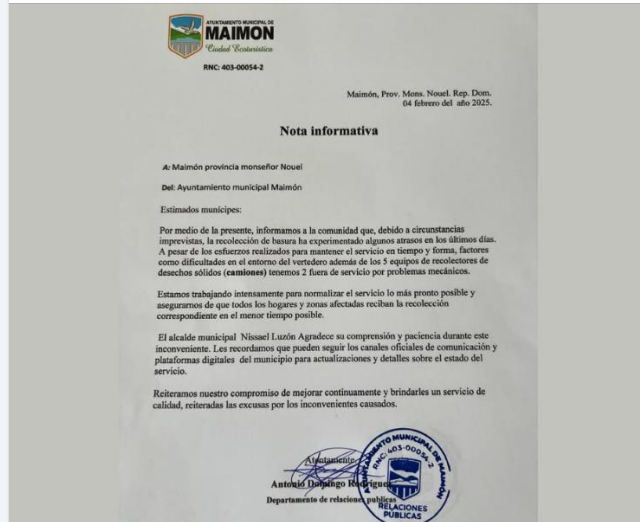 AYUNTAMIENTO MUNICIPAL DE
MAIMON
Ciudad Ecoturística
RNC: 403-00054-2
Maimón, Prov. Mons. Nouel. Rep. Dom.
04 febrero del año 2025.
Nota informativa
A: Maimón provincia monseñor Nouel
Del: Ayuntamiento municipal Maimón
Estimados munícipes:
Por medio de la presente, informamos a la comunidad que, debido a circunstancias
imprevistas, la recolección de basura ha experimentado algunos atrasos en los últimos días.
A pesar de los esfuerzos realizados para mantener el servicio en tiempo y forma, factores
como dificultades en el entorno del vertedero además de los 5 equipos de recolectores de
desechos sólidos (camiones) tenemos 2 fuera de servicio por problemas mecánicos.
Estamos trabajando intensamente para normalizar el servicio lo más pronto posible y
asegurarnos de que todos los hogares y zonas afectadas reciban la recolección
correspondiente en el menor tiempo posible.
El alcalde municipal Nissael Luzón Agradece su comprensión y paciencia durante este
inconveniente. Les recordamos que pueden seguir los canales oficiales de comunicación y
plataformas digitales del municipio para actualizaciones y detalles sobre el estado del
servicio.
Reiteramos nuestro compromiso de mejorar continuamente y brindarles un servicio de
calidad, reiteradas las excusas por los inconvenientes causados.
Atentamente
Antonio Domingo Rodríguez
Departamento de relaciones publicas
AYUNTAMIENTO MUNICIPAL DE MAIMÓN
RNC: 403-00054-2
RELACIONES
PÚBLICAS